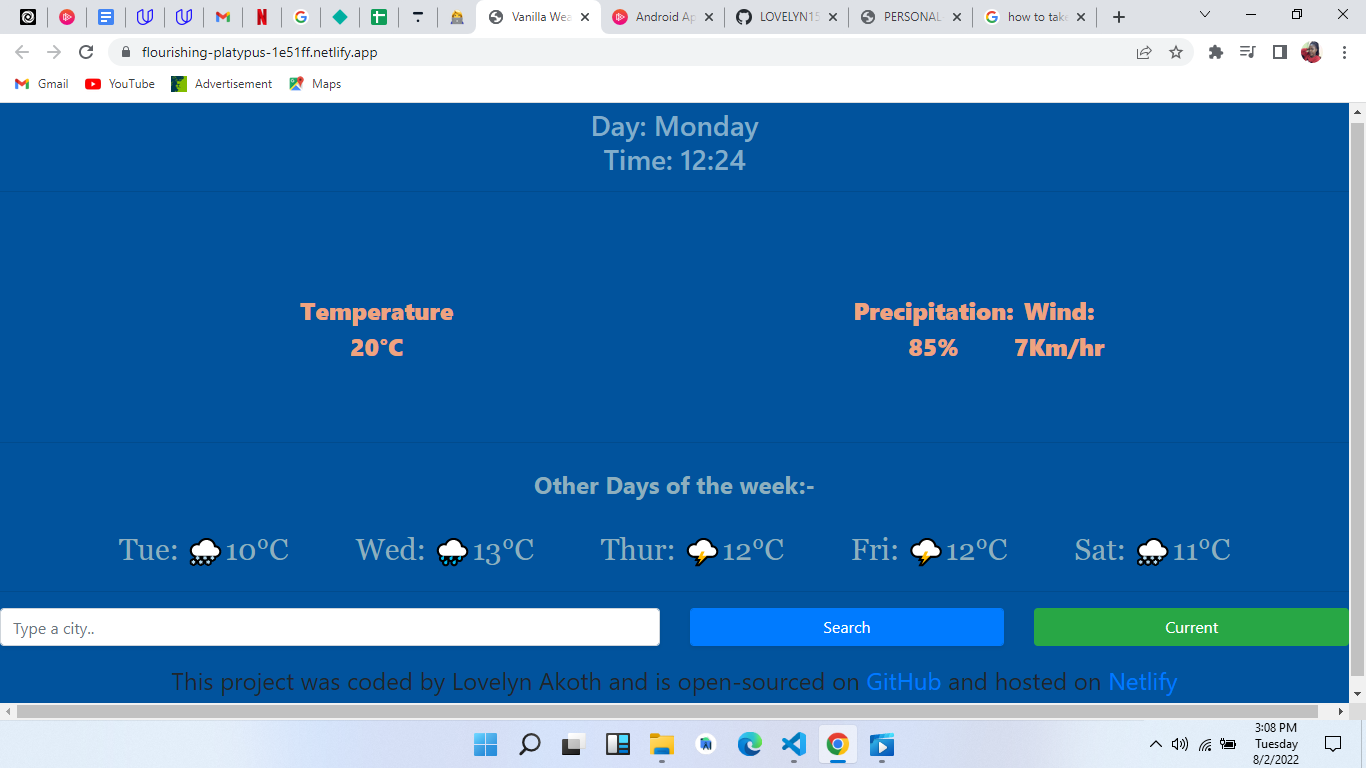 Vanilla Wea
Android Ap
LOVELYN15
PERSONAL
how to take
flourishing-platypus-1e51ff.netlify.app
Gmail YouTube Advertisement Maps
Day: Monday
Time: 12:24
Temperature Precipitation: Wind:
20°C 85% 7Km/hr
Other Days of the week:-
Tue: 10°C Wed: 13°C Thur: 12°C Fri: 12°C Sat: 11°C
Type a city.. Search Current
This project was coded by Lovelyn Akoth and is open-sourced on GitHub and hosted on Netlify
3:08 PM
Tuesday
8/2/2022